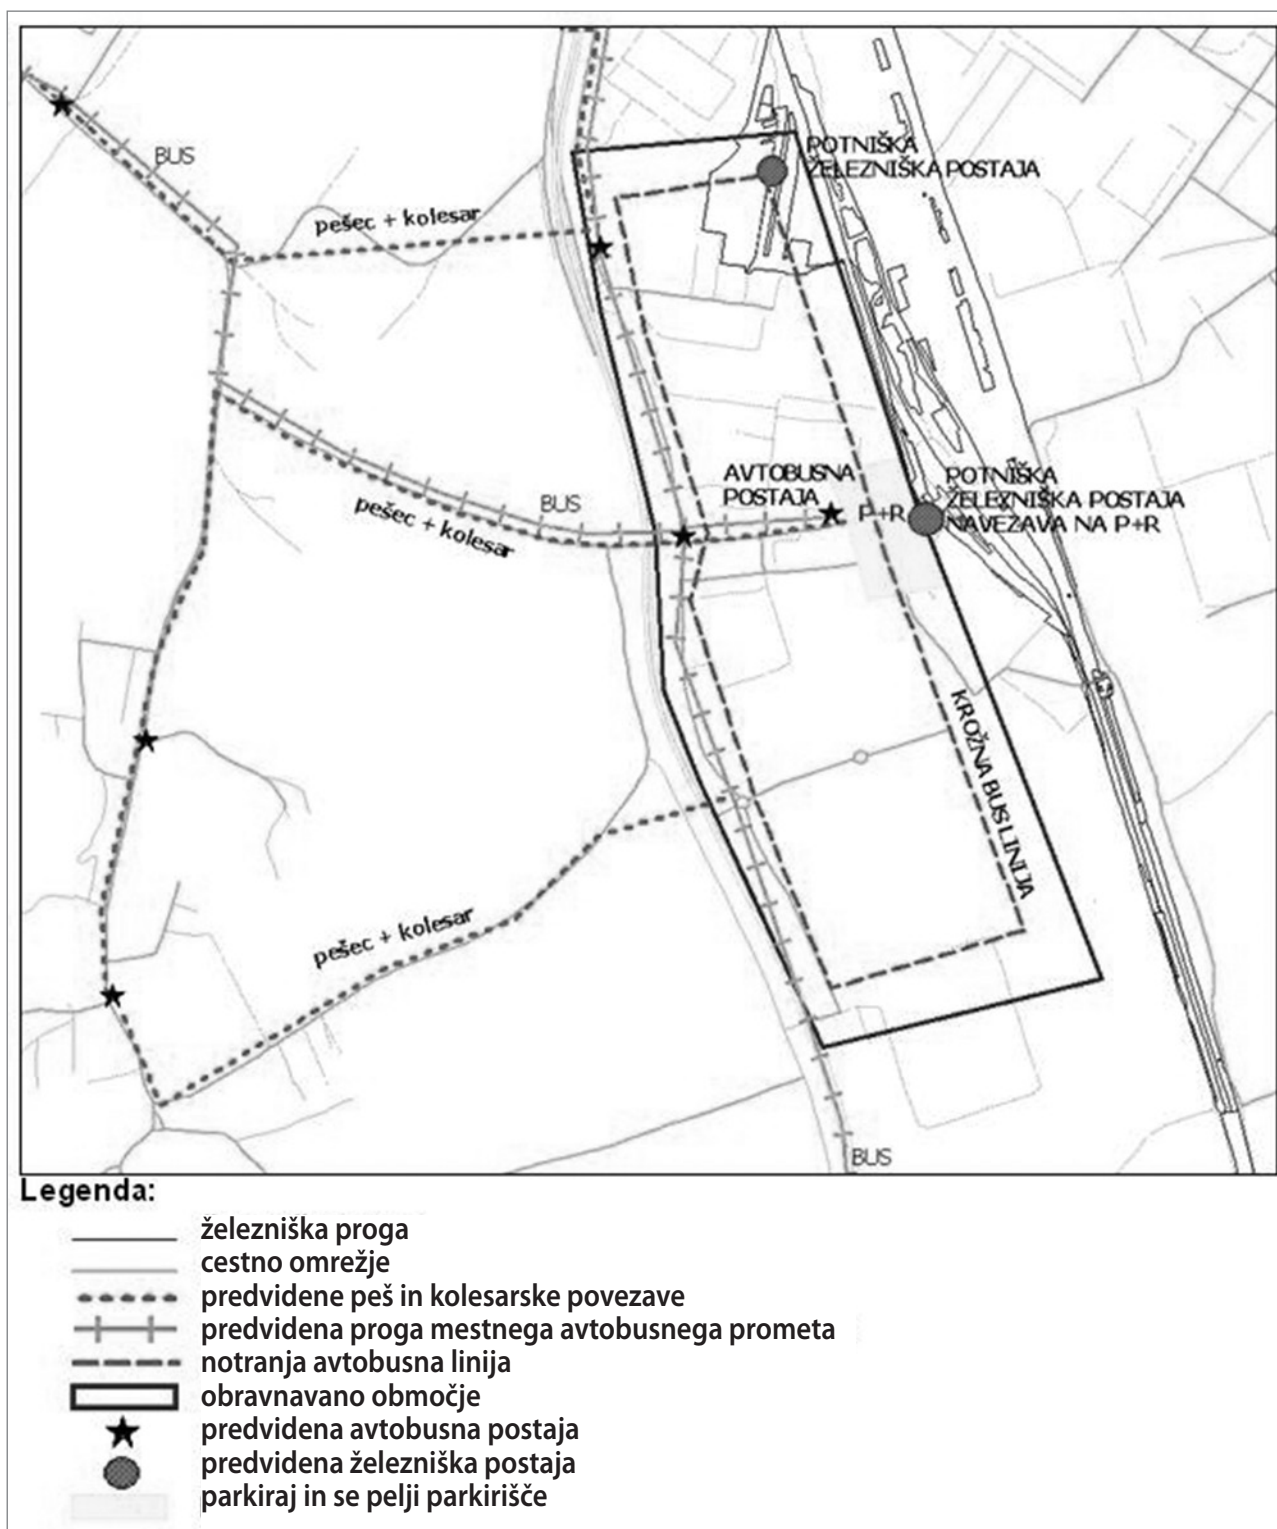 BUS
POTNIŠKA
ŽELEZNIŠKA POSTAJA
pešec + kolesar
AVTOBUSNA
POSTAJA
P+R
POTNIŠKA
ŽELEZNIŠKA POSTAJA
NAVEZAVA NA P+R
BUS
pešec + kolesar
KROŽNA BUS LINIJA
pešec + kolesar
BUS
Legenda:
železniška proga
cestno omrežje
predvidene peš in kolesarske povezave
predvidena proga mestnega avtobusnega prometa
notranja avtobusna linija
obravnavano območje
predvidena avtobusna postaja
predvidena železniška postaja
parkiraj in se pelji parkirišče